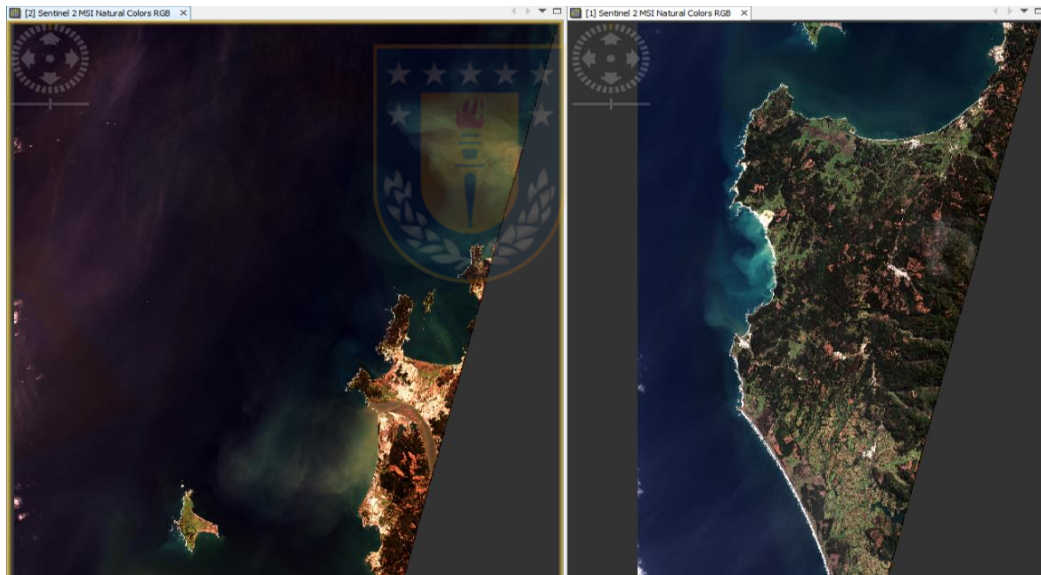 [2] Sentinel 2 MSI Natural Colors RGB
[1] Sentinel 2 MSI Natural Colors RGB